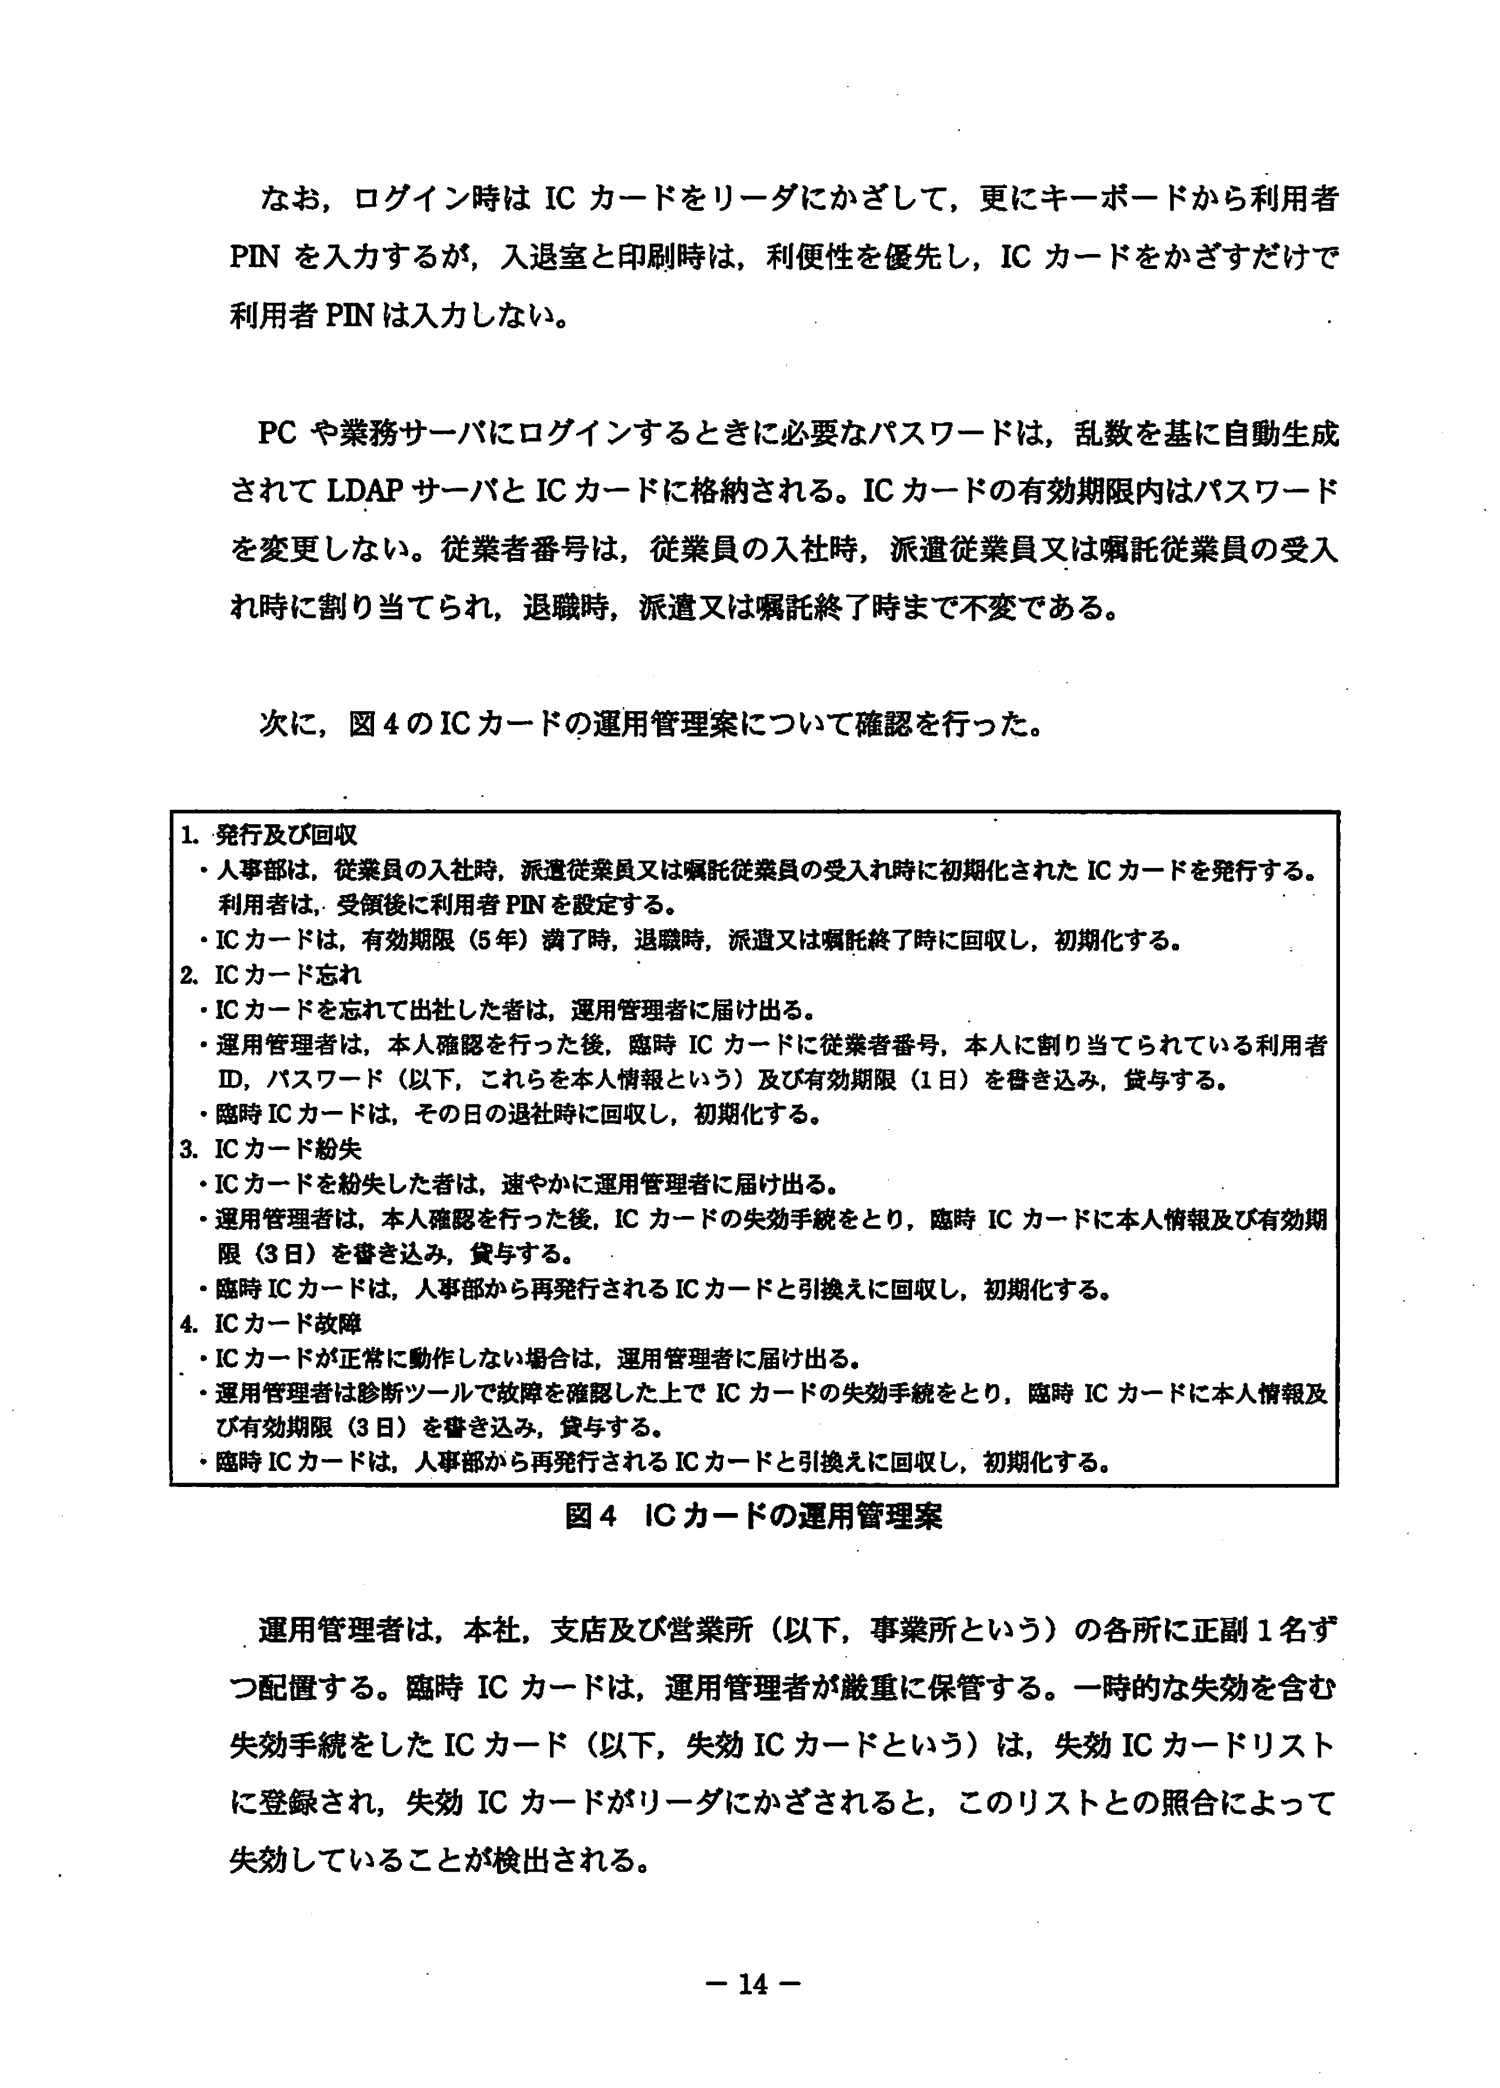 なお，ログイン時は IC カードをリーダにかざして，更にキーボードから利用者
PIN を入力するが，入退室と印刷時は，利便性を優先し，IC カードをかざすだけで
利用者 PIN は入力しない。
PC や業務サーバにログインするときに必要なパスワードは，乱数を基に自動生成
されて LDAP サーバと IC カードに格納される。IC カードの有効期限内はパスワード
を変更しない。従業者番号は，従業員の入社時，派遣従業員又は嘱託従業員の受入
れ時に割り当てられ，退職時，派遣又は嘱託終了時まで不変である。
次に，図 4 の IC カードの運用管理案について確認を行った。
1. 発行及び回収
・人事部は，従業員の入社時，派遣従業員又は嘱託従業員の受入れ時に初期化された IC カードを発行する。
利用者は，受領後に利用者 PIN を設定する。
・IC カードは，有効期限（5 年）満了時，退職時，派遣又は嘱託終了時に回収し，初期化する。
2. IC カード忘れ
・IC カードを忘れて出社した者は，運用管理者に届け出る。
・運用管理者は，本人確認を行った後，臨時 IC カードに従業者番号，本人に割り当てられている利用者
ID，パスワード（以下，これらを本人情報という）及び有効期限（1 日）を書き込み，貸与する。
・臨時 IC カードは，その日の退社時に回収し，初期化する。
3. IC カード紛失
・IC カードを紛失した者は，速やかに運用管理者に届け出る。
・運用管理者は，本人確認を行った後，IC カードの失効手続をとり，臨時 IC カードに本人情報及び有効期
限（3 日）を書き込み，貸与する。
・臨時 IC カードは，人事部から再発行される IC カードと引換えに回収し，初期化する。
4. IC カード故障
・IC カードが正常に動作しない場合は，運用管理者に届け出る。
・運用管理者は診断ツールで故障を確認した上で IC カードの失効手続をとり，臨時 IC カードに本人情報及
び有効期限（3 日）を書き込み，貸与する。
・臨時 IC カードは，人事部から再発行される IC カードと引換えに回収し，初期化する。
図 4 IC カードの運用管理案
運用管理者は，本社，支店及び営業所（以下，事業所という）の各所に正副 1 名ず
つ配置する。臨時 IC カードは，運用管理者が厳重に保管する。一時的な失効を含む
失効手続をした IC カード（以下，失効 IC カードという）は，失効 IC カードリスト
に登録され，失効 IC カードがリーダにかざされると，このリストとの照合によって
失効していることが検出される。
－ 14 －